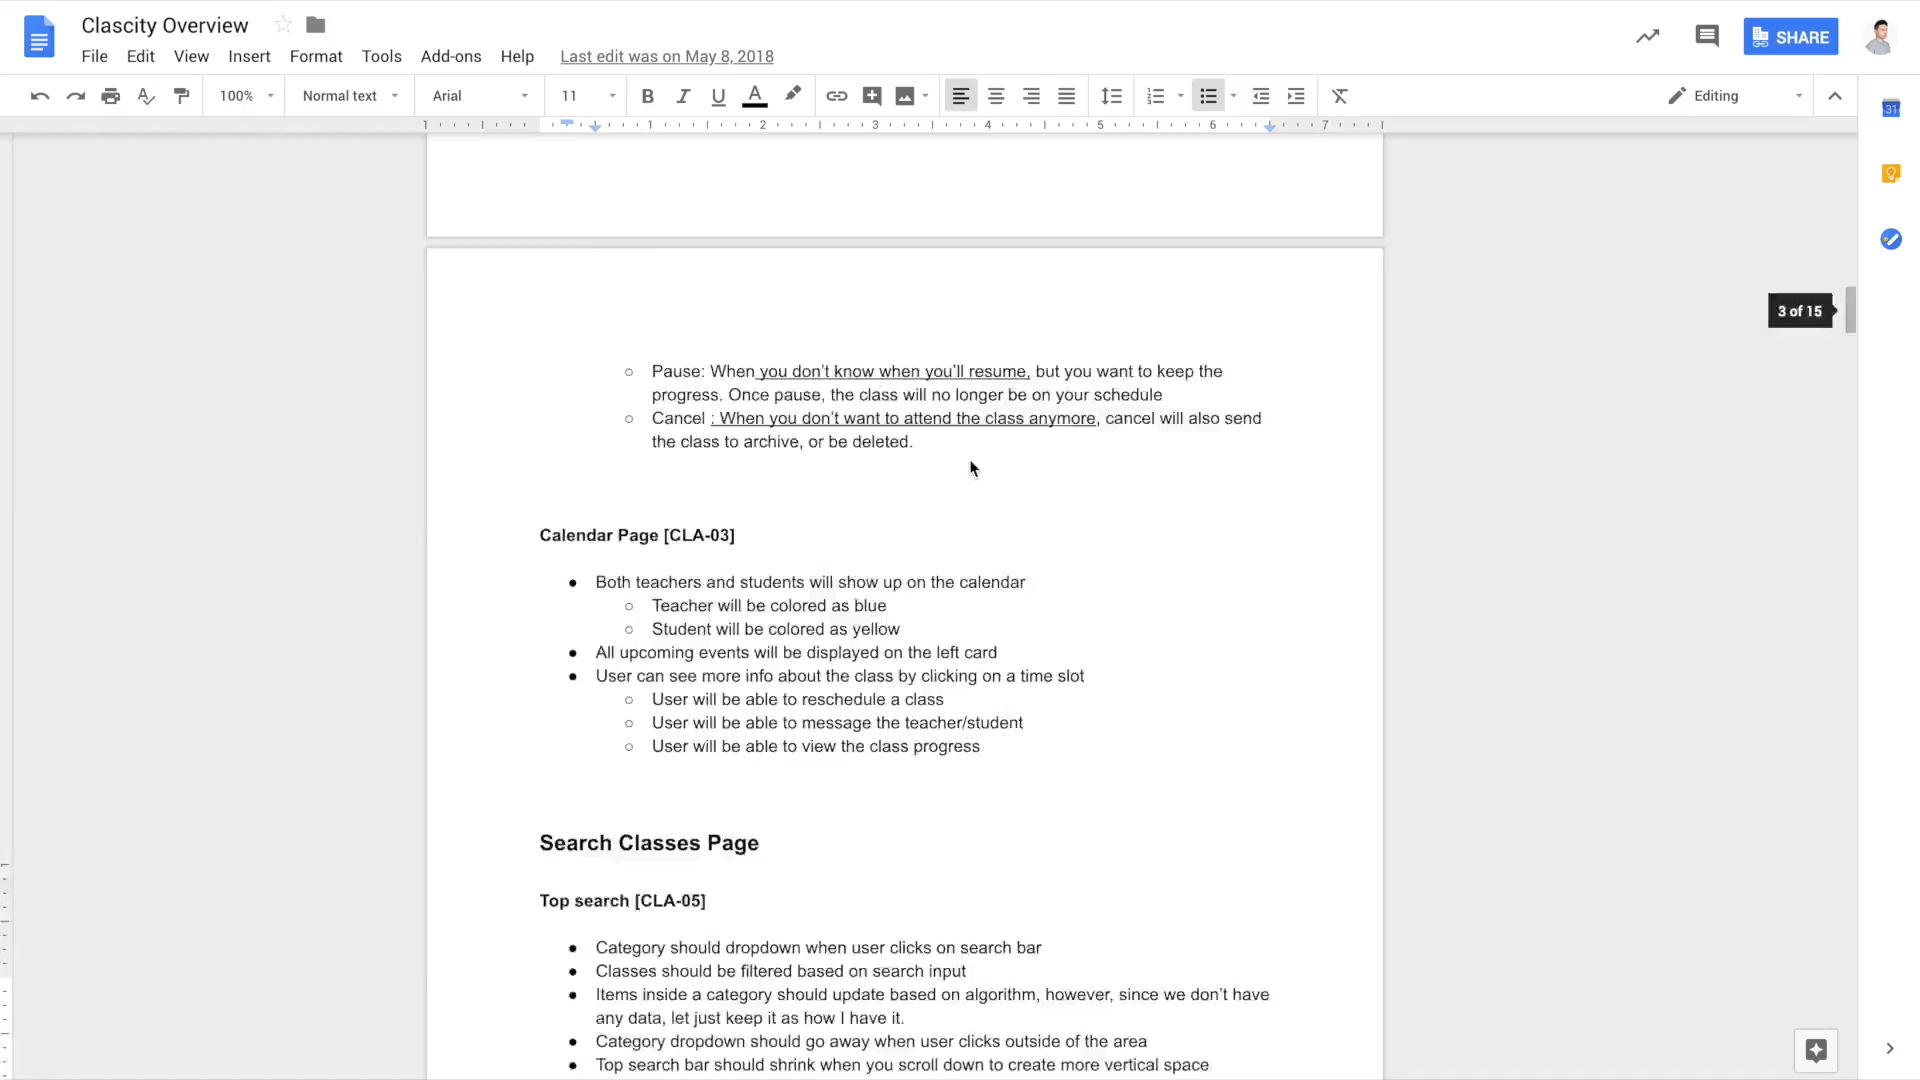 Clascity Overview
File Edit View Insert Format Tools Add-ons Help Last edit was on May 8, 2018
SHARE
100% Normal text Arial 11 B I U A Editing
1 1 2 3 4 5 6 7
31
3 of 15
○ Pause: When you don't know when you'll resume, but you want to keep the
progress. Once pause, the class will no longer be on your schedule
○ Cancel : When you don't want to attend the class anymore, cancel will also send
the class to archive, or be deleted.
Calendar Page [CLA-03]
● Both teachers and students will show up on the calendar
○ Teacher will be colored as blue
○ Student will be colored as yellow
● All upcoming events will be displayed on the left card
● User can see more info about the class by clicking on a time slot
○ User will be able to reschedule a class
○ User will be able to message the teacher/student
○ User will be able to view the class progress
Search Classes Page
Top search [CLA-05]
● Category should dropdown when user clicks on search bar
● Classes should be filtered based on search input
● Items inside a category should update based on algorithm, however, since we don't have
any data, let just keep it as how I have it.
● Category dropdown should go away when user clicks outside of the area
● Top search bar should shrink when you scroll down to create more vertical space